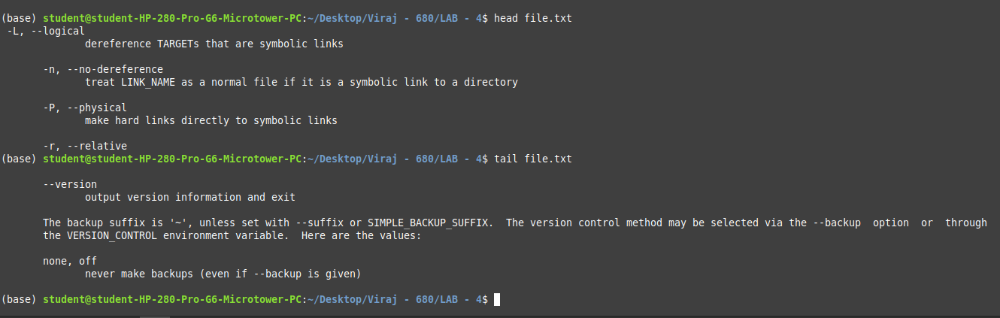 (base) student@student-HP-280-Pro-G6-Microtower-PC:~/Desktop/Viraj - 680/LAB - 4$ head file.txt
 -L, --logical
              dereference TARGETs that are symbolic links

       -n, --no-dereference
              treat LINK_NAME as a normal file if it is a symbolic link to a directory

       -P, --physical
              make hard links directly to symbolic links

       -r, --relative
(base) student@student-HP-280-Pro-G6-Microtower-PC:~/Desktop/Viraj - 680/LAB - 4$ tail file.txt

       --version
              output version information and exit

       The backup suffix is '~', unless set with --suffix or SIMPLE_BACKUP_SUFFIX.  The version control method may be selected via the --backup  option  or  through
       the VERSION_CONTROL environment variable.  Here are the values:

       none, off
              never make backups (even if --backup is given)

(base) student@student-HP-280-Pro-G6-Microtower-PC:~/Desktop/Viraj - 680/LAB - 4$